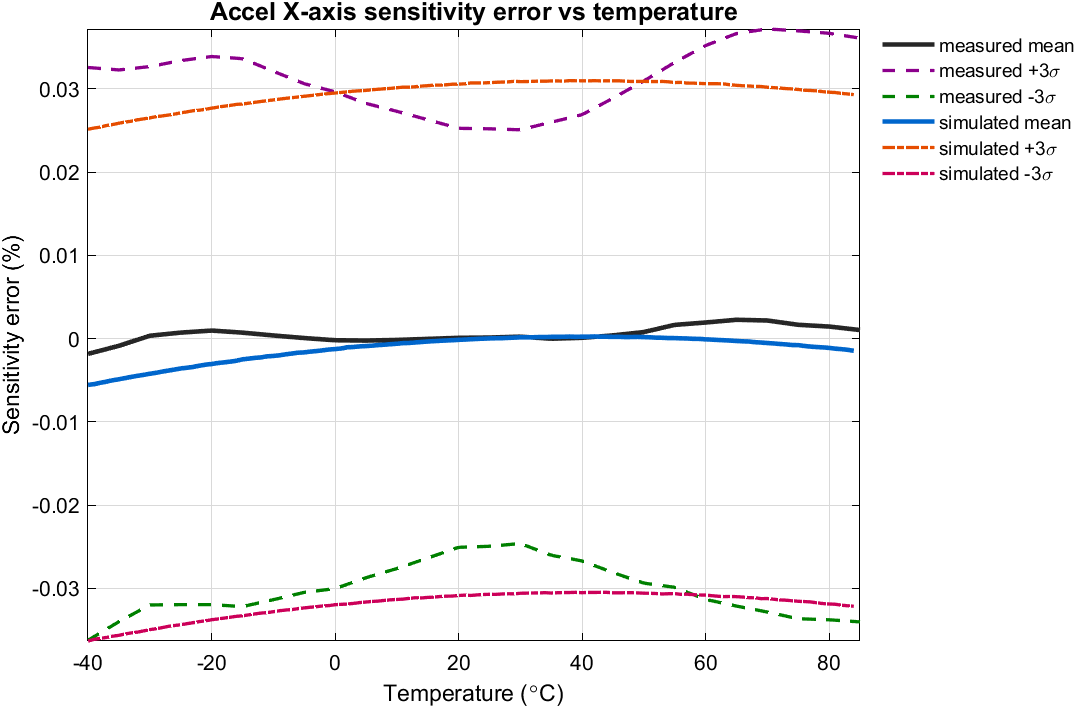 Accel X-axis sensitivity error vs temperature
measured mean
measured +3σ
measured -3σ
simulated mean
simulated +3σ
simulated -3σ
Sensitivity error (%)
0.03
0.02
0.01
0
-0.01
-0.02
-0.03
-40
-20
0
20
40
60
80
Temperature (°C)